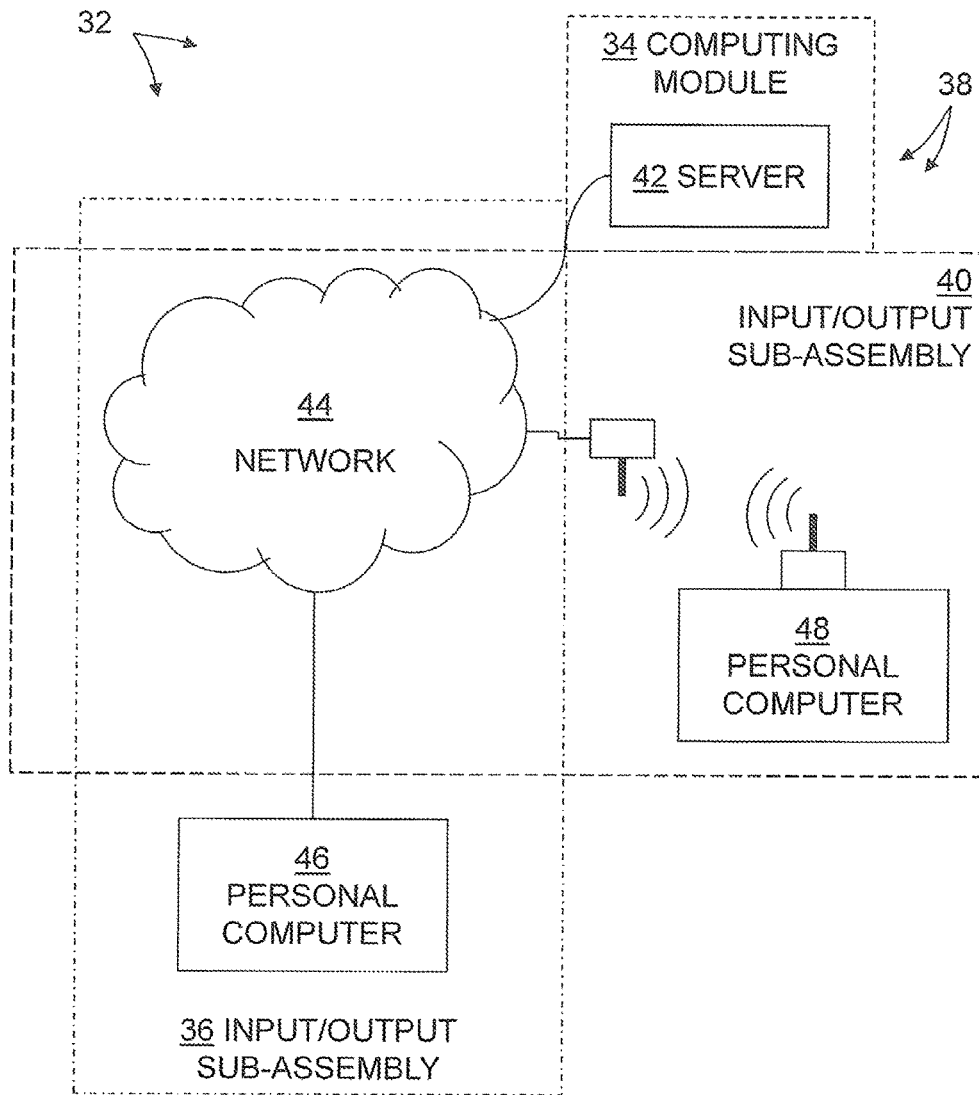 32
34 COMPUTING
MODULE
38
42 SERVER
40
INPUT/OUTPUT
SUB-ASSEMBLY
44
NETWORK
48
PERSONAL
COMPUTER
46
PERSONAL
COMPUTER
36 INPUT/OUTPUT
SUB-ASSEMBLY